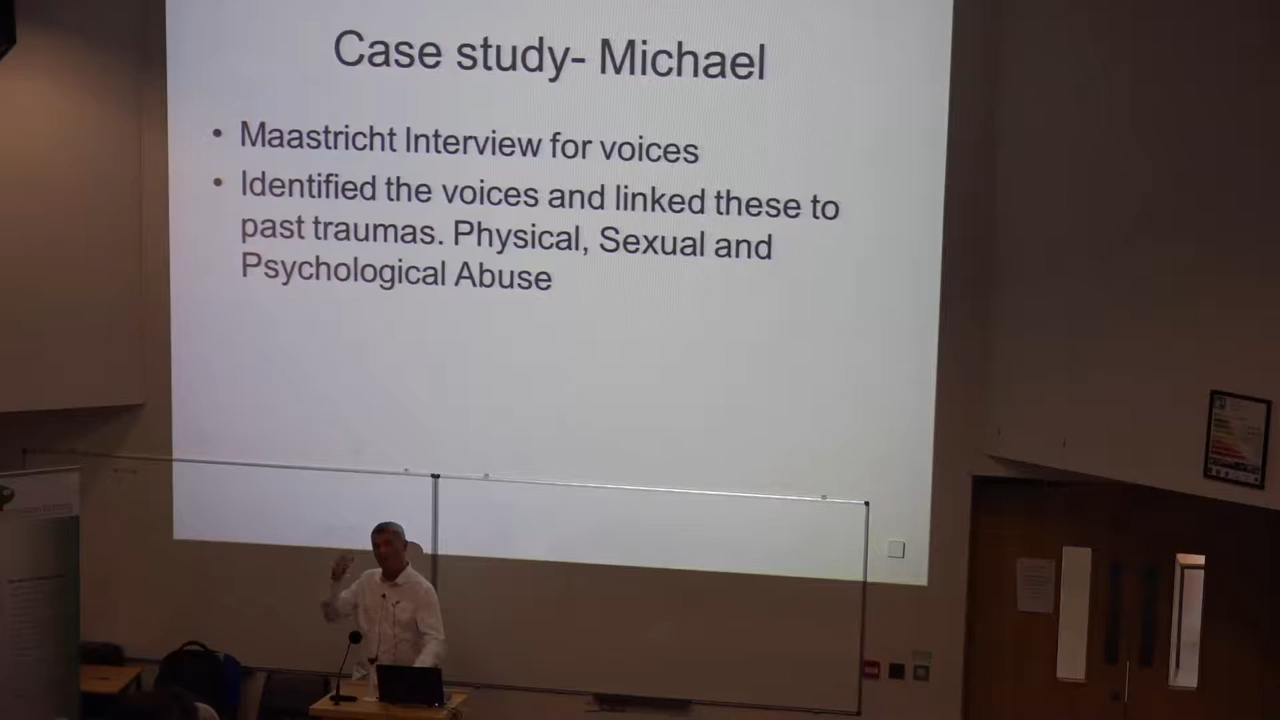 Case study- Michael
• Maastricht Interview for voices
• Identified the voices and linked these to
past traumas. Physical, Sexual and
Psychological Abuse